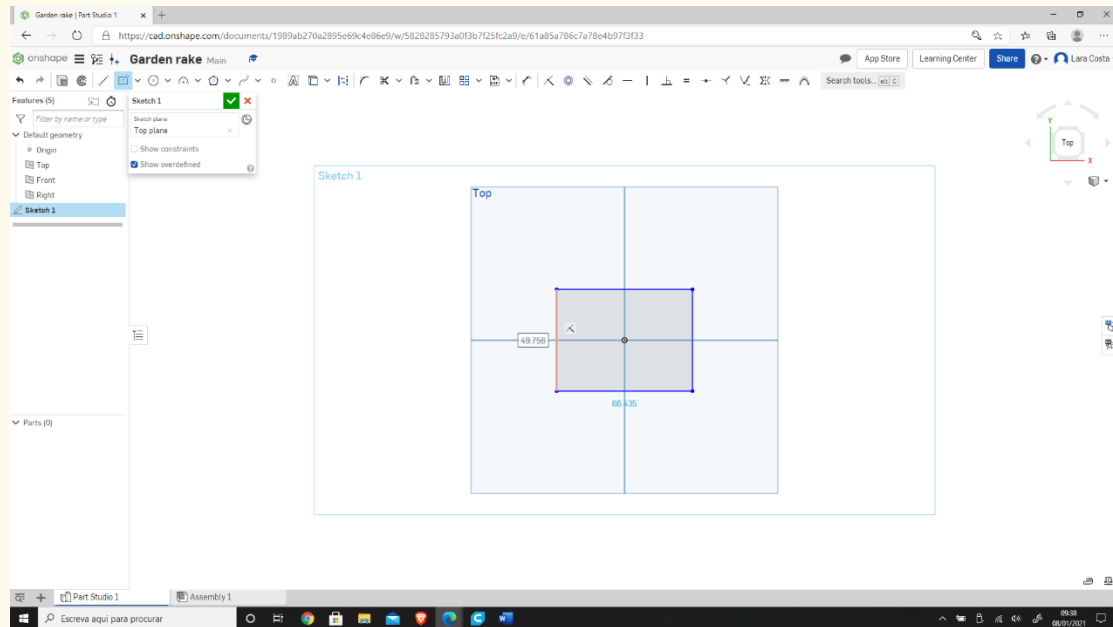 Garden rake | Part Studio 1
https://cad.onshape.com/documents/1989ab270a2895e69c4e86e9/w/5828285793a0f3b7f25fc2a9/e/61a85a786c7a78e4b97f3f33
onshape Garden rake Main App Store Learning Center Share Lara Costa
Search tools... alt C
Features (5) Sketch 1
Filter by name or type Sketch plane
Top plane
Default geometry
Origin Show constraints
Top Show overdefined
Front
Right
Sketch 1
Sketch 1
Top
49.756
66.435
Y
Top
X
Parts (0)
Part Studio 1 Assembly 1
Escreva aqui para procurar
09:38
08/01/2021